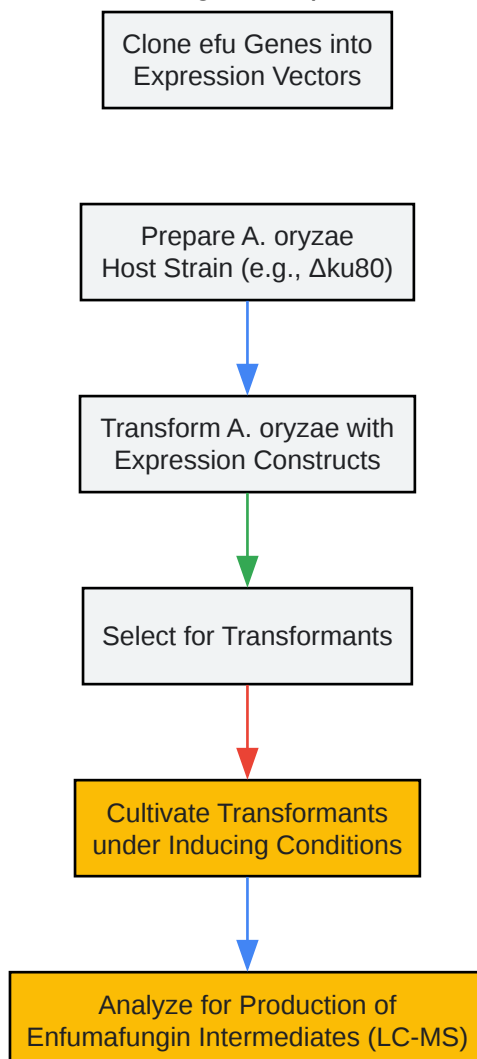 Clone efu Genes into
Expression Vectors
Prepare A. oryzae
Host Strain (e.g., Δku80)
Transform A. oryzae with
Expression Constructs
Select for Transformants
Cultivate Transformants
under Inducing Conditions
Analyze for Production of
Enfumafungin Intermediates (LC-MS)